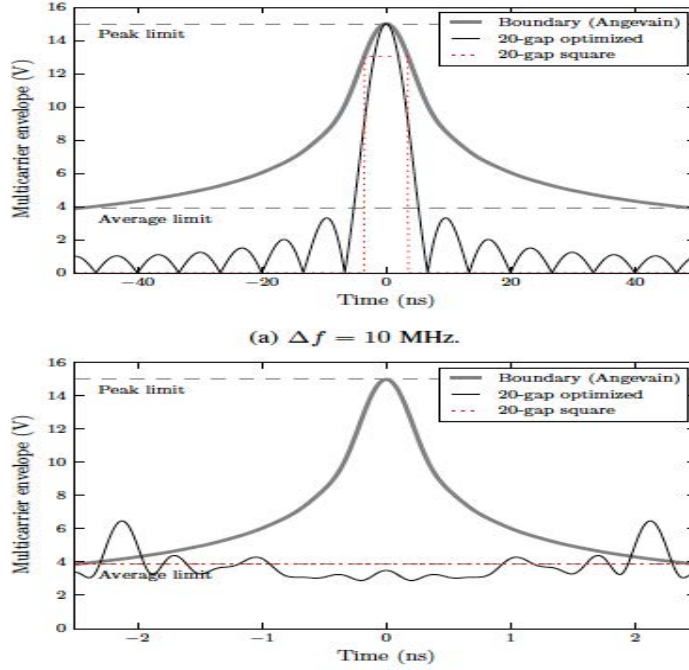 16
14
12
10
8
6
4
2
0
Multicarrier envelope (V)
Peak limit
Average limit
Boundary (Angevain)
20-gap optimized
20-gap square
−40
−20
0
20
40
Time (ns)
(a) Δf = 10 MHz.
16
14
12
10
8
6
4
2
0
Multicarrier envelope (V)
Peak limit
Average limit
Boundary (Angevain)
20-gap optimized
20-gap square
−2
−1
0
1
2
Time (ns)